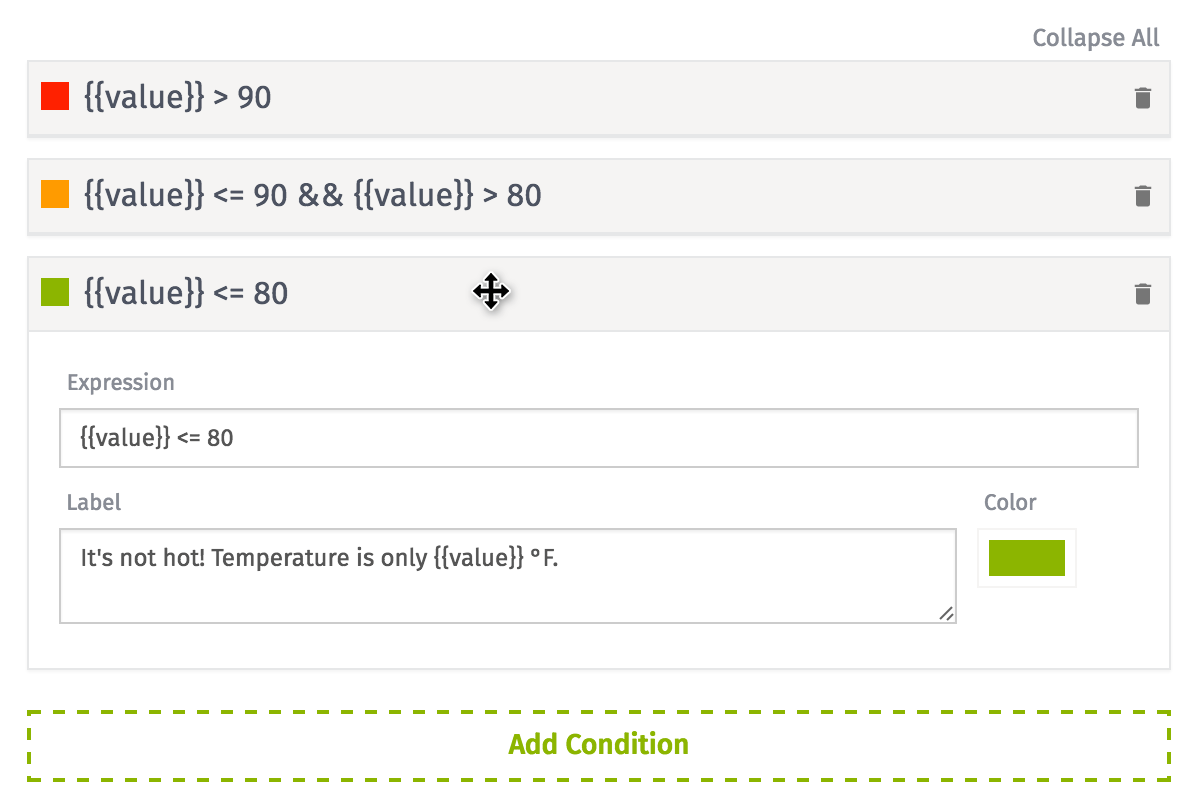 Collapse All
{{value}} > 90
{{value}} <= 90 && {{value}} > 80
{{value}} <= 80
Expression
{{value}} <= 80
Label
Color
It's not hot! Temperature is only {{value}} °F.
Add Condition